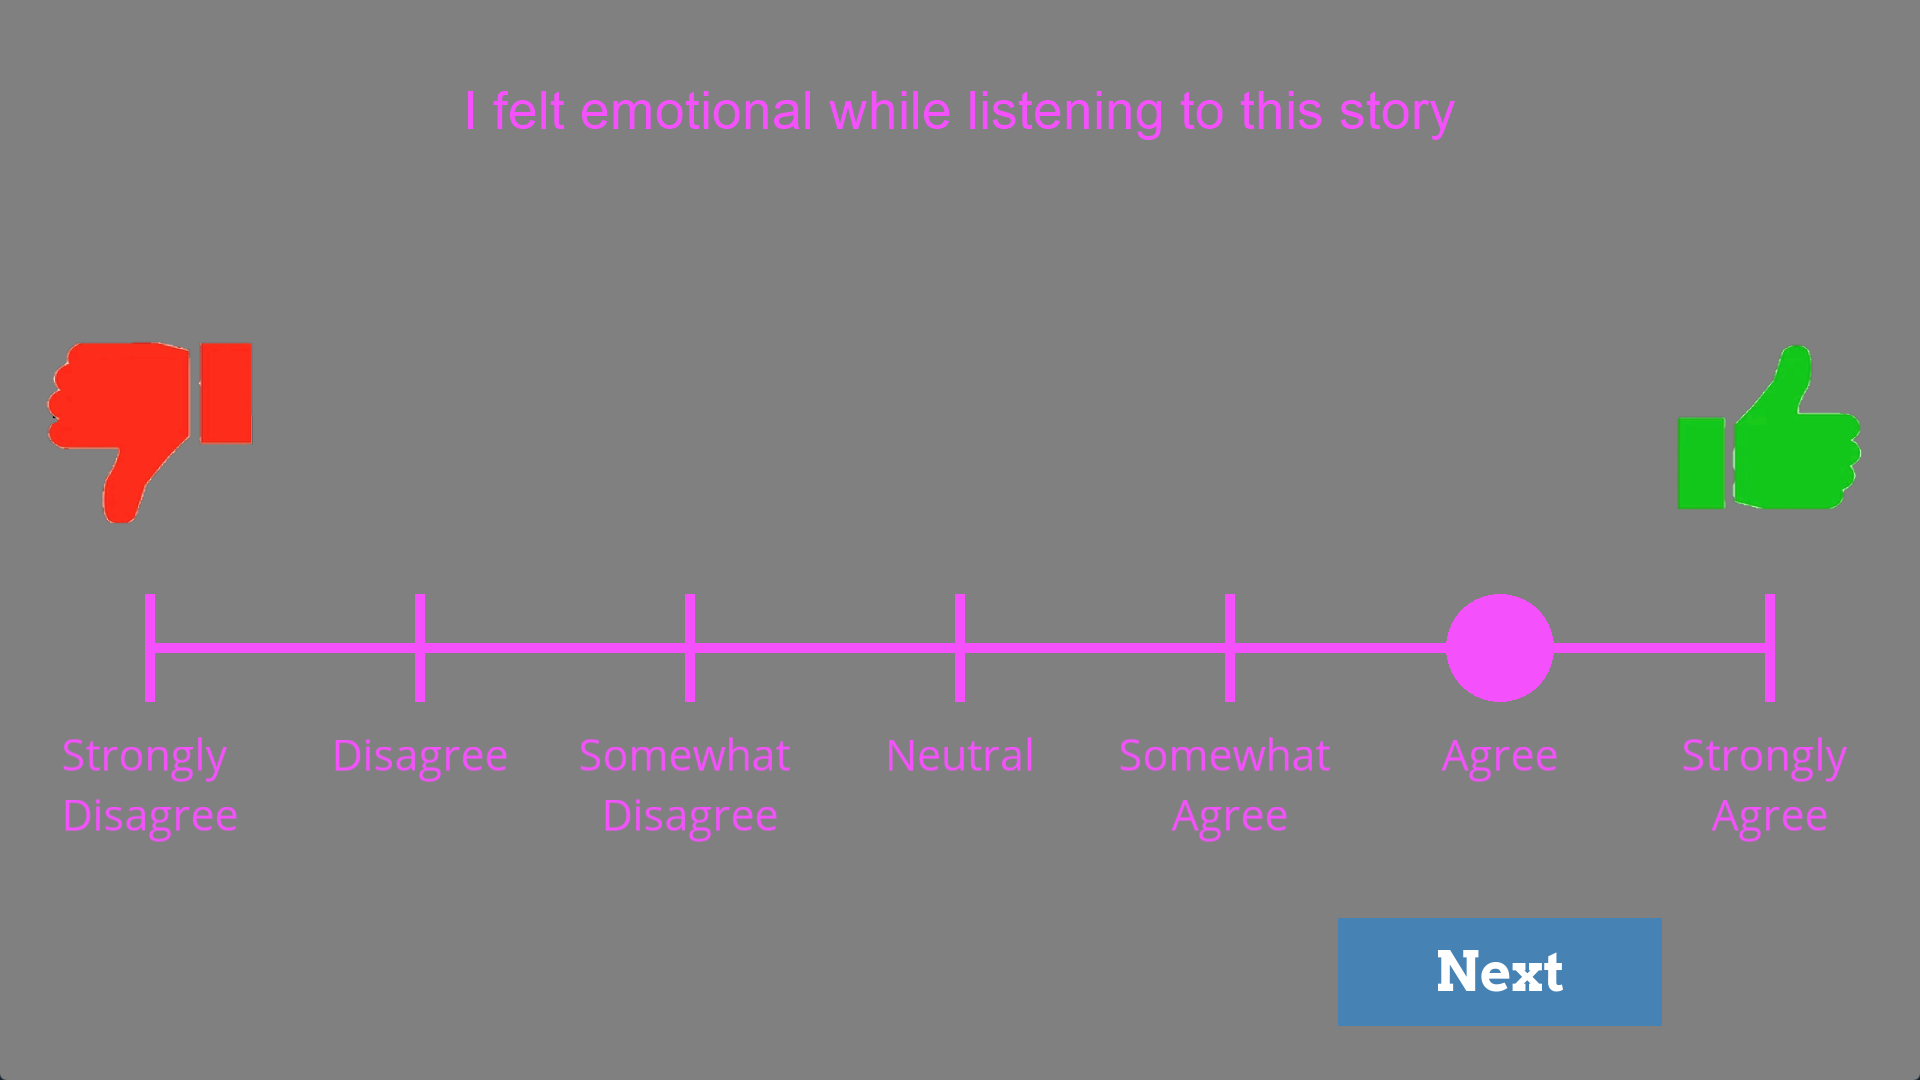 I felt emotional while listening to this story
Strongly Disagree
Disagree
Somewhat Disagree
Neutral
Somewhat Agree
Agree
Strongly Agree
Next